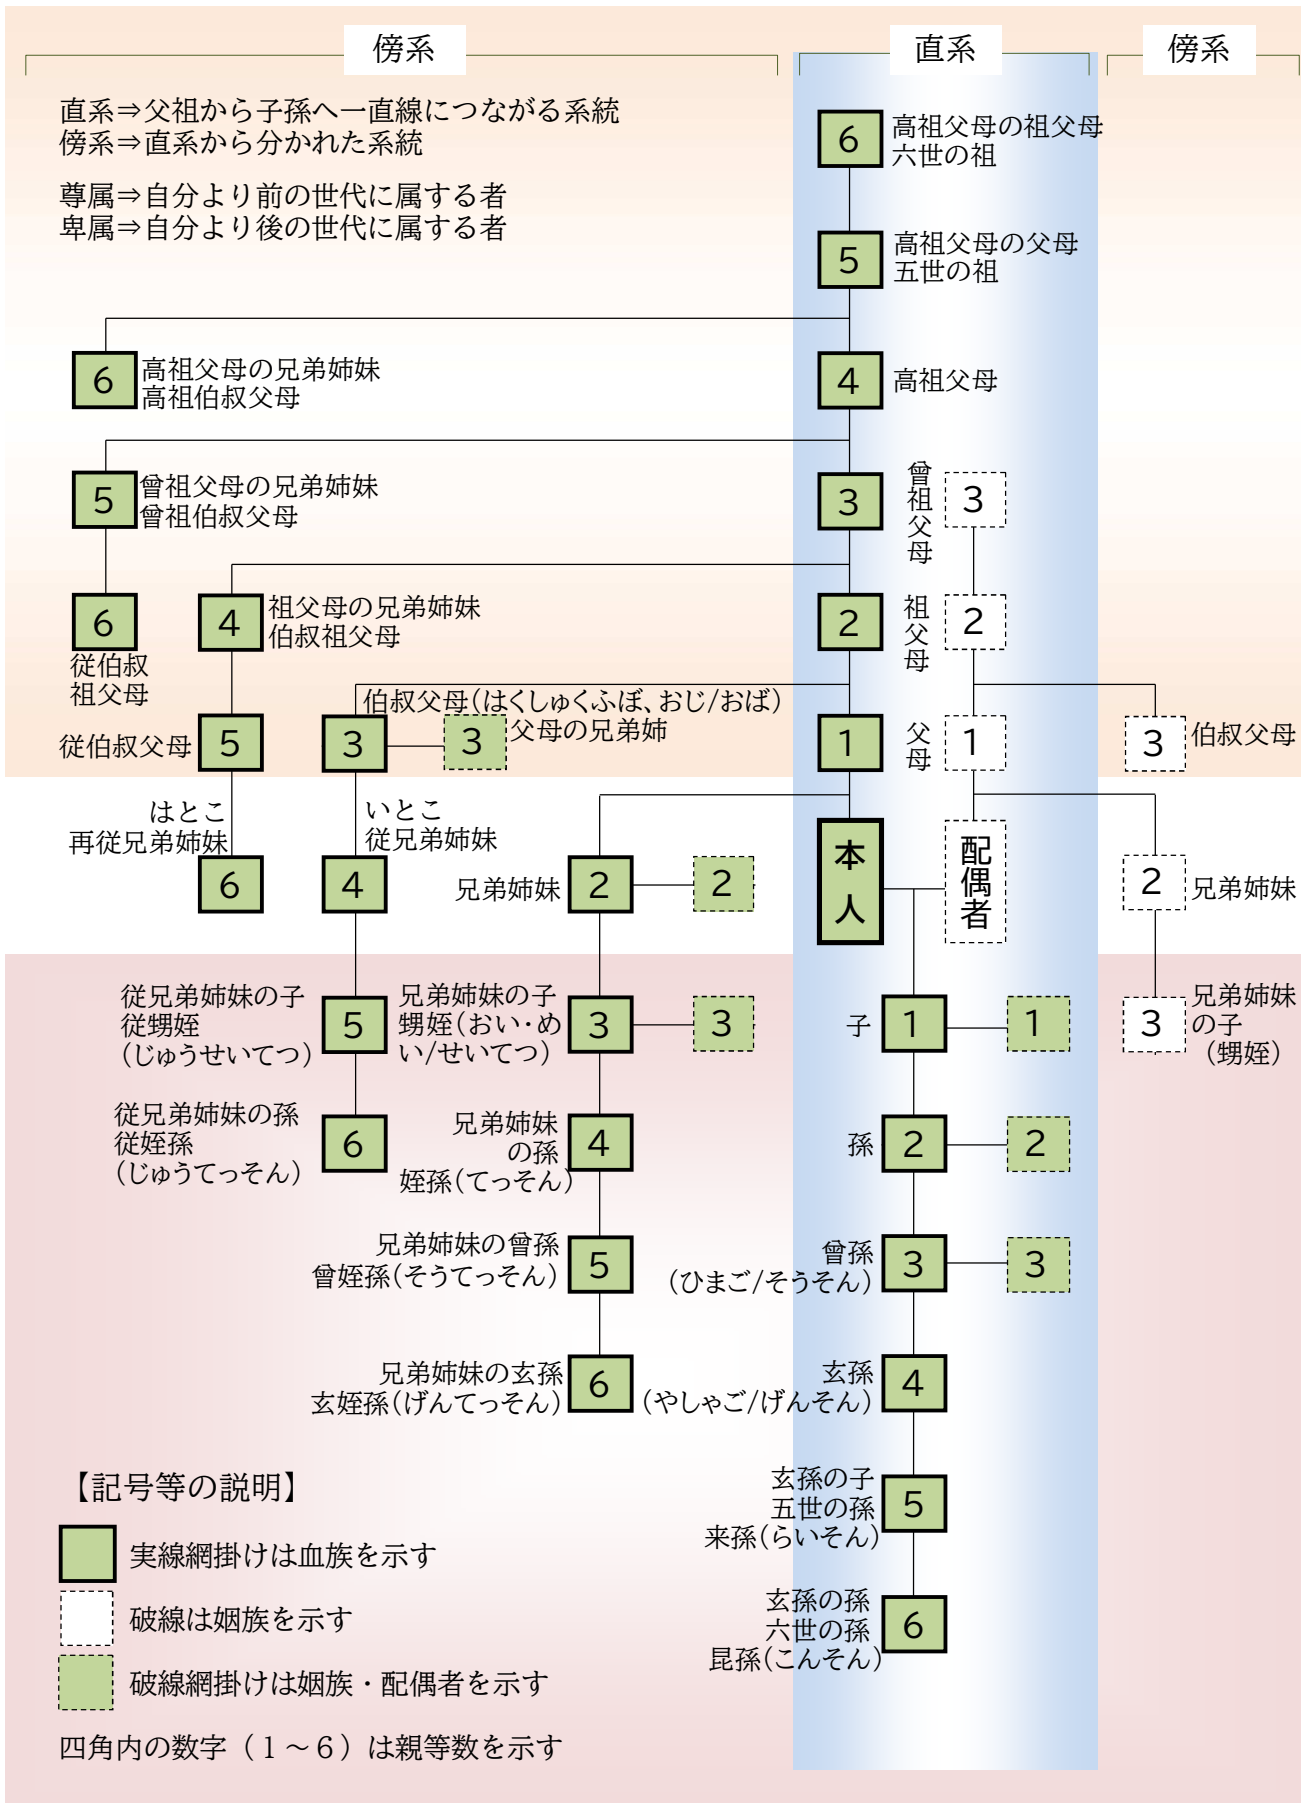 傍系
直系
傍系
直系⇒父祖から子孫へ一直線につながる系統
傍系⇒直系から分かれた系統
尊属⇒自分より前の世代に属する者
卑属⇒自分より後の世代に属する者
6
高祖父母の祖父母
六世の祖
5
高祖父母の父母
五世の祖
6
高祖父母の兄弟姉妹
高祖伯叔父母
4
高祖父母
5
曾祖父母の兄弟姉妹
曾祖伯叔父母
3
曾祖父母
3
6
従伯叔
祖父母
4
祖父母の兄弟姉妹
伯叔祖父母
2
祖父母
2
従伯叔父母
5
伯叔父母(はくしゅくふぼ、おじ/おば)
父母の兄弟姉
3
3
1
父母
1
3
伯叔父母
はとこ
再従兄弟姉妹
6
いとこ
従兄弟姉妹
4
兄弟姉妹
2
2
本人
配偶者
2
兄弟姉妹
従兄弟姉妹の子
従甥姪
(じゅうせいてつ)
5
兄弟姉妹の子
甥姪(おい・め
い/せいてつ)
3
3
子
1
1
3
兄弟姉妹
の子
(甥姪)
従兄弟姉妹の孫
従姪孫
(じゅうてっそん)
6
兄弟姉妹
の孫
姪孫(てっそん)
4
孫
2
2
兄弟姉妹の曾孫
曾姪孫(そうてっそん)
5
曾孫
(ひまご/そうそん)
3
3
兄弟姉妹の玄孫
玄姪孫(げんてっそん)
6
玄孫
(やしゃご/げんそん)
4
玄孫の子
五世の孫
来孫(らいそん)
5
玄孫の孫
六世の孫
昆孫(こんそん)
6
【記号等の説明】
実線網掛けは血族を示す
破線は姻族を示す
破線網掛けは姻族・配偶者を示す
四角内の数字(1～6)は親等数を示す